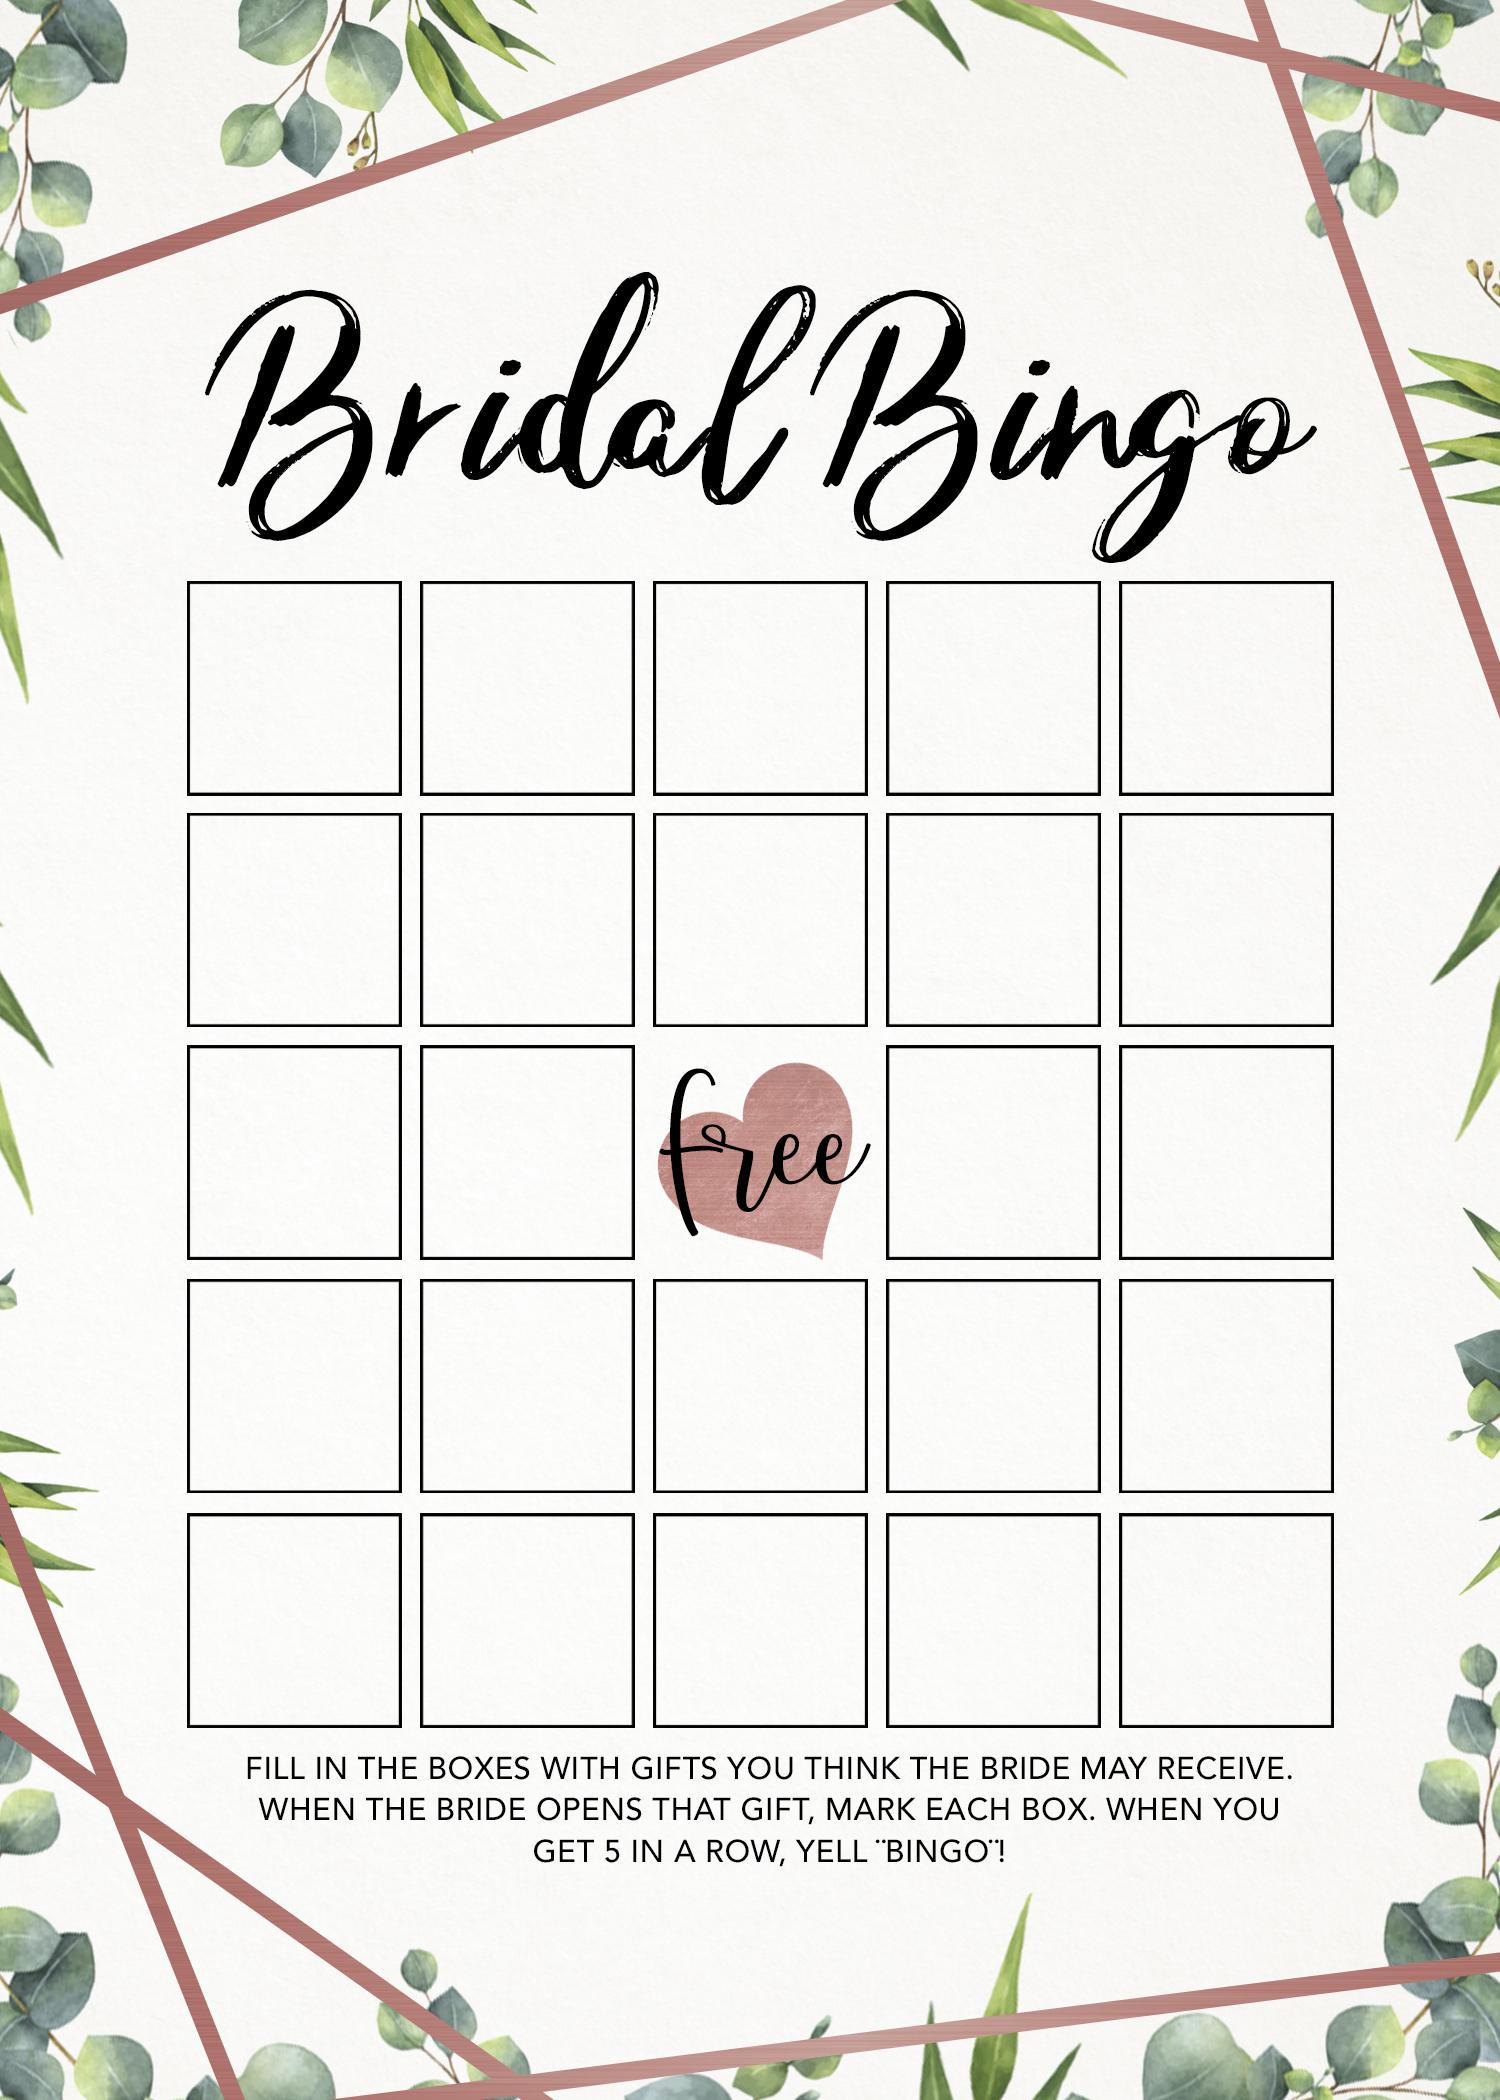 Bridal Bingo
free
FILL IN THE BOXES WITH GIFTS YOU THINK THE BRIDE MAY RECEIVE.
WHEN THE BRIDE OPENS THAT GIFT, MARK EACH BOX. WHEN YOU
GET 5 IN A ROW, YELL ¨BINGO¨!